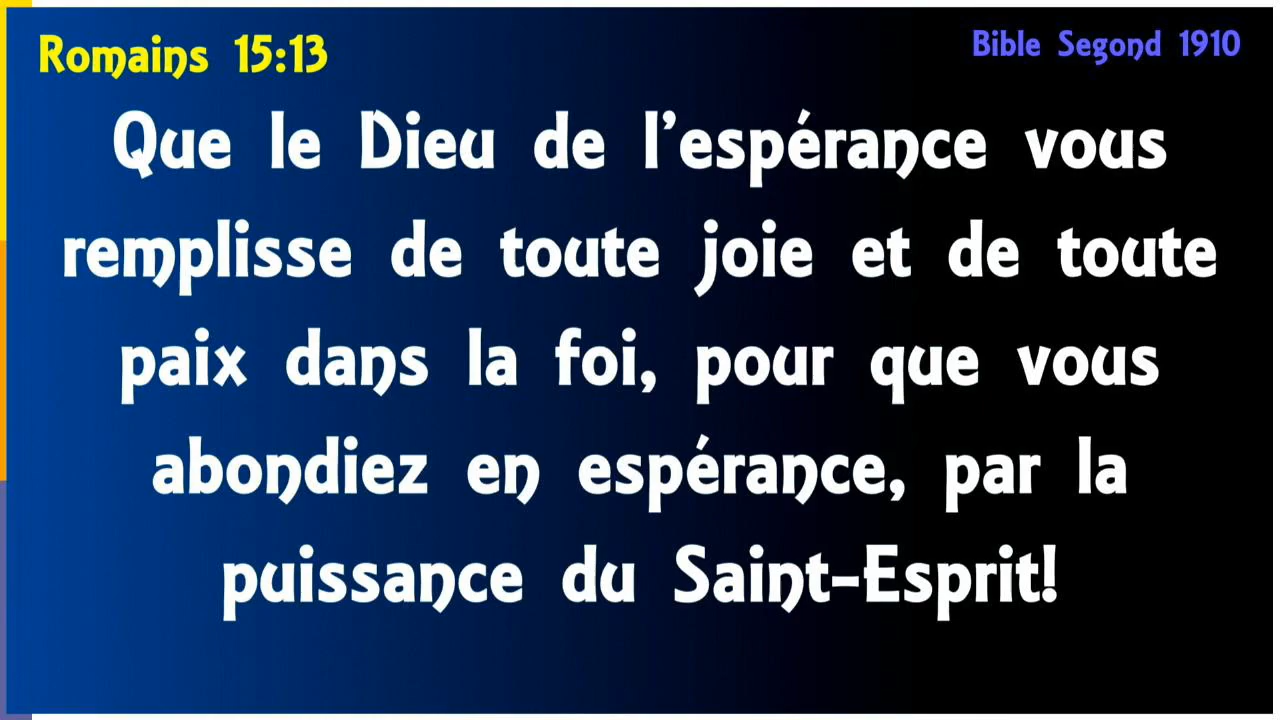 Romains 15:13
Bible Segond 1910
Que le Dieu de l’espérance vous
remplisse de toute joie et de toute
paix dans la foi, pour que vous
abondiez en espérance, par la
puissance du Saint-Esprit!